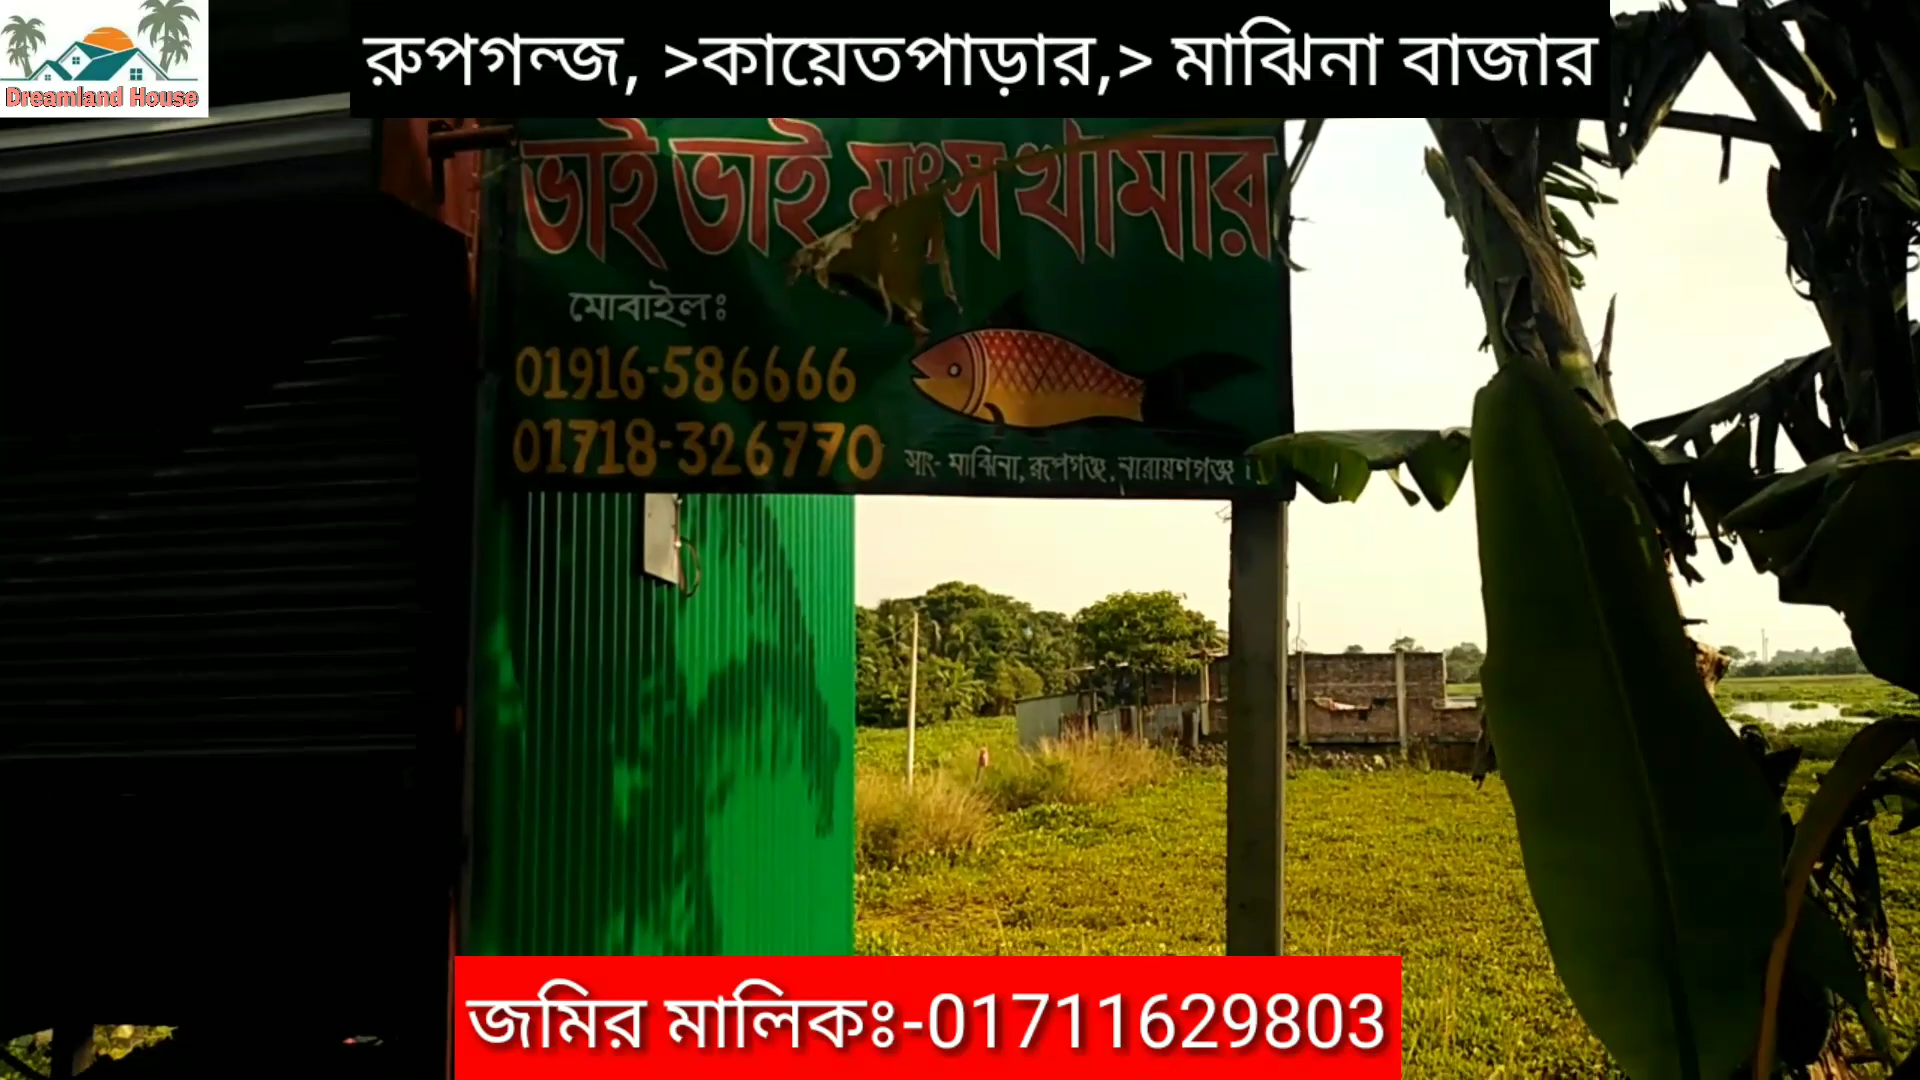 Dreamland House
রুপগন্জ, >কায়েতপাড়ার,> মাঝিনা বাজার
ভাই ভাই মৎস খামার
মোবাইলঃ
01916-586666
01718-326770
সাং- মাঝিনা, রূপগঞ্জ, নারায়ণগঞ্জ।
জমির মালিকঃ-01711629803